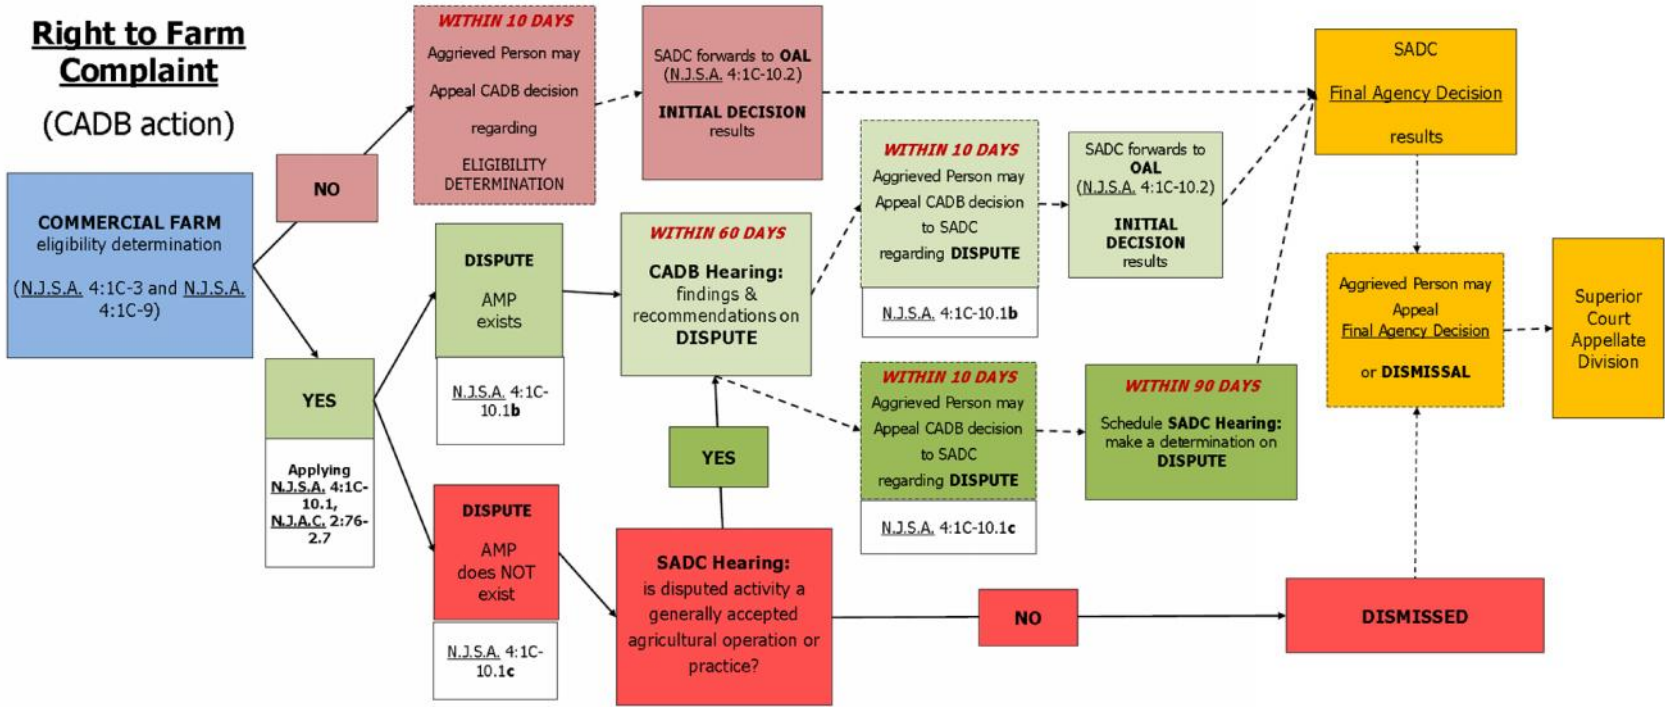 Right to Farm
Complaint
(CADB action)
COMMERCIAL FARM
eligibility determination
(N.J.S.A. 4:1C-3 and N.J.S.A.
4:1C-9)
NO
WITHIN 10 DAYS
Aggrieved Person may
Appeal CADB decision
regarding
ELIGIBILITY
DETERMINATION
SADC forwards to OAL
(N.J.S.A. 4:1C-10.2)
INITIAL DECISION
results
YES
Applying
N.J.S.A. 4:1C-
10.1,
N.J.A.C. 2:76-
2.7
DISPUTE
AMP
exists
N.J.S.A. 4:1C-
10.1b
DISPUTE
AMP
does NOT
exist
N.J.S.A. 4:1C-
10.1c
WITHIN 60 DAYS
CADB Hearing:
findings &
recommendations on
DISPUTE
YES
SADC Hearing:
is disputed activity a
generally accepted
agricultural operation or
practice?
WITHIN 10 DAYS
Aggrieved Person may
Appeal CADB decision
to SADC
regarding DISPUTE
N.J.S.A. 4:1C-10.1b
SADC forwards to
OAL
(N.J.S.A. 4:1C-10.2)
INITIAL
DECISION
results
WITHIN 10 DAYS
Aggrieved Person may
Appeal CADB decision
to SADC
regarding DISPUTE
N.J.S.A. 4:1C-10.1c
WITHIN 90 DAYS
Schedule SADC Hearing:
make a determination on
DISPUTE
NO
DISMISSED
SADC
Final Agency Decision
results
Aggrieved Person may
Appeal
Final Agency Decision
or DISMISSAL
Superior
Court
Appellate
Division